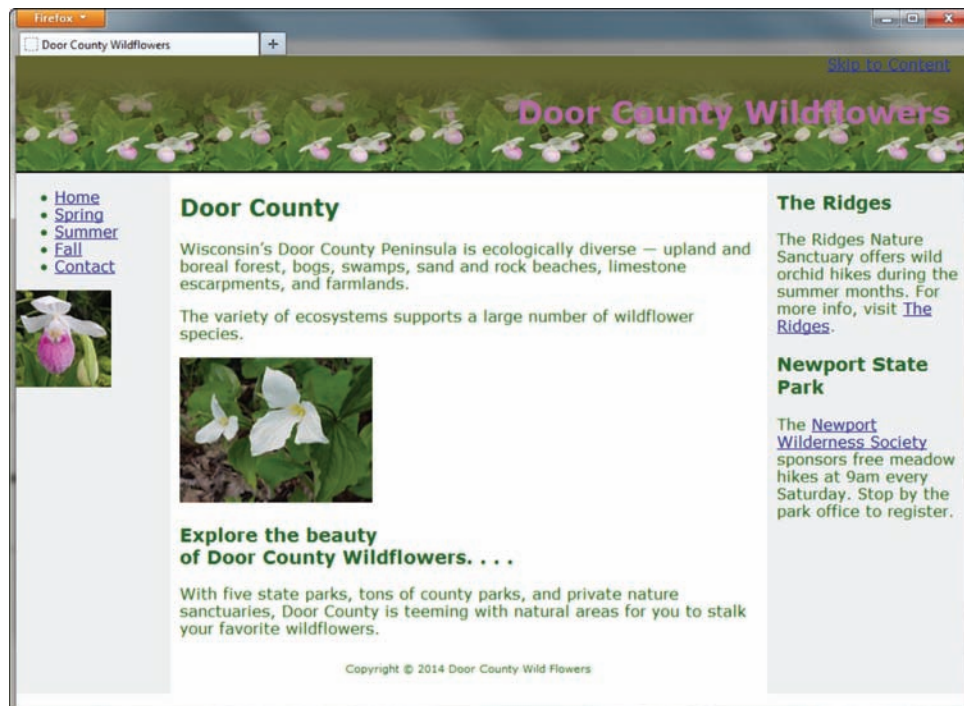 Firefox
Door County Wildflowers
Skip to Content
Door County Wildflowers
Home
Spring
Summer
Fall
Contact
Door County
Wisconsin's Door County Peninsula is ecologically diverse — upland and
boreal forest, bogs, swamps, sand and rock beaches, limestone
escarpments, and farmlands.
The variety of ecosystems supports a large number of wildflower
species.
Explore the beauty
of Door County Wildflowers. . . .
With five state parks, tons of county parks, and private nature
sanctuaries, Door County is teeming with natural areas for you to stalk
your favorite wildflowers.
Copyright © 2014 Door County Wild Flowers
The Ridges
The Ridges Nature
Sanctuary offers wild
orchid hikes during the
summer months. For
more info, visit The
Ridges.
Newport State
Park
The Newport
Wilderness Society
sponsors free meadow
hikes at 9am every
Saturday. Stop by the
park office to register.